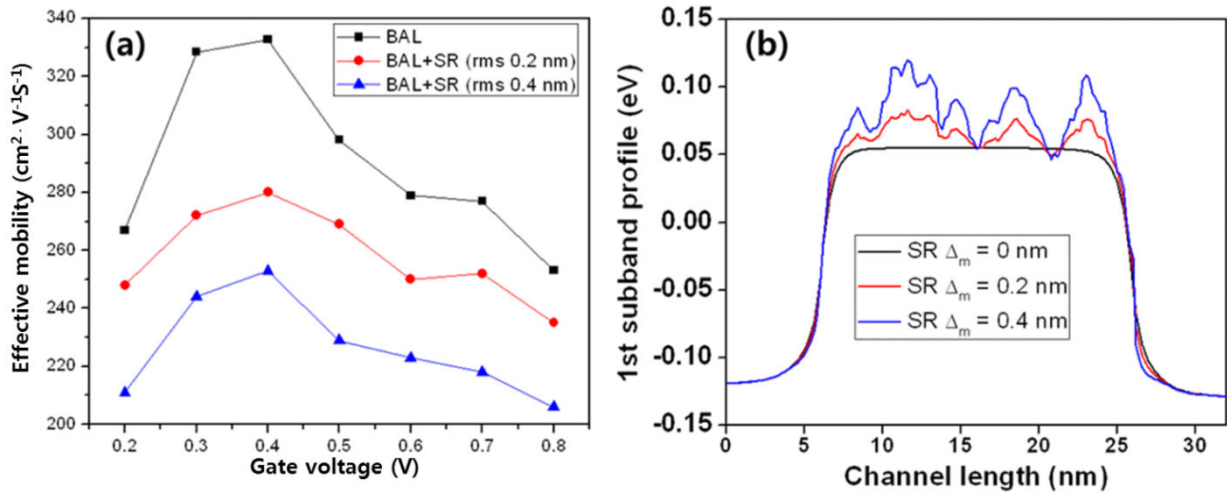 (a)
BAL
BAL+SR (rms 0.2 nm)
BAL+SR (rms 0.4 nm)
Effective mobility (cm²· V⁻¹S⁻¹)
340
320
300
280
260
240
220
200
0.2 0.3 0.4 0.5 0.6 0.7 0.8
Gate voltage (V)
(b)
1st subband profile (eV)
0.15
0.10
0.05
0.00
-0.05
-0.10
-0.15
SR Δm = 0 nm
SR Δm = 0.2 nm
SR Δm = 0.4 nm
0 5 10 15 20 25 30
Channel length (nm)